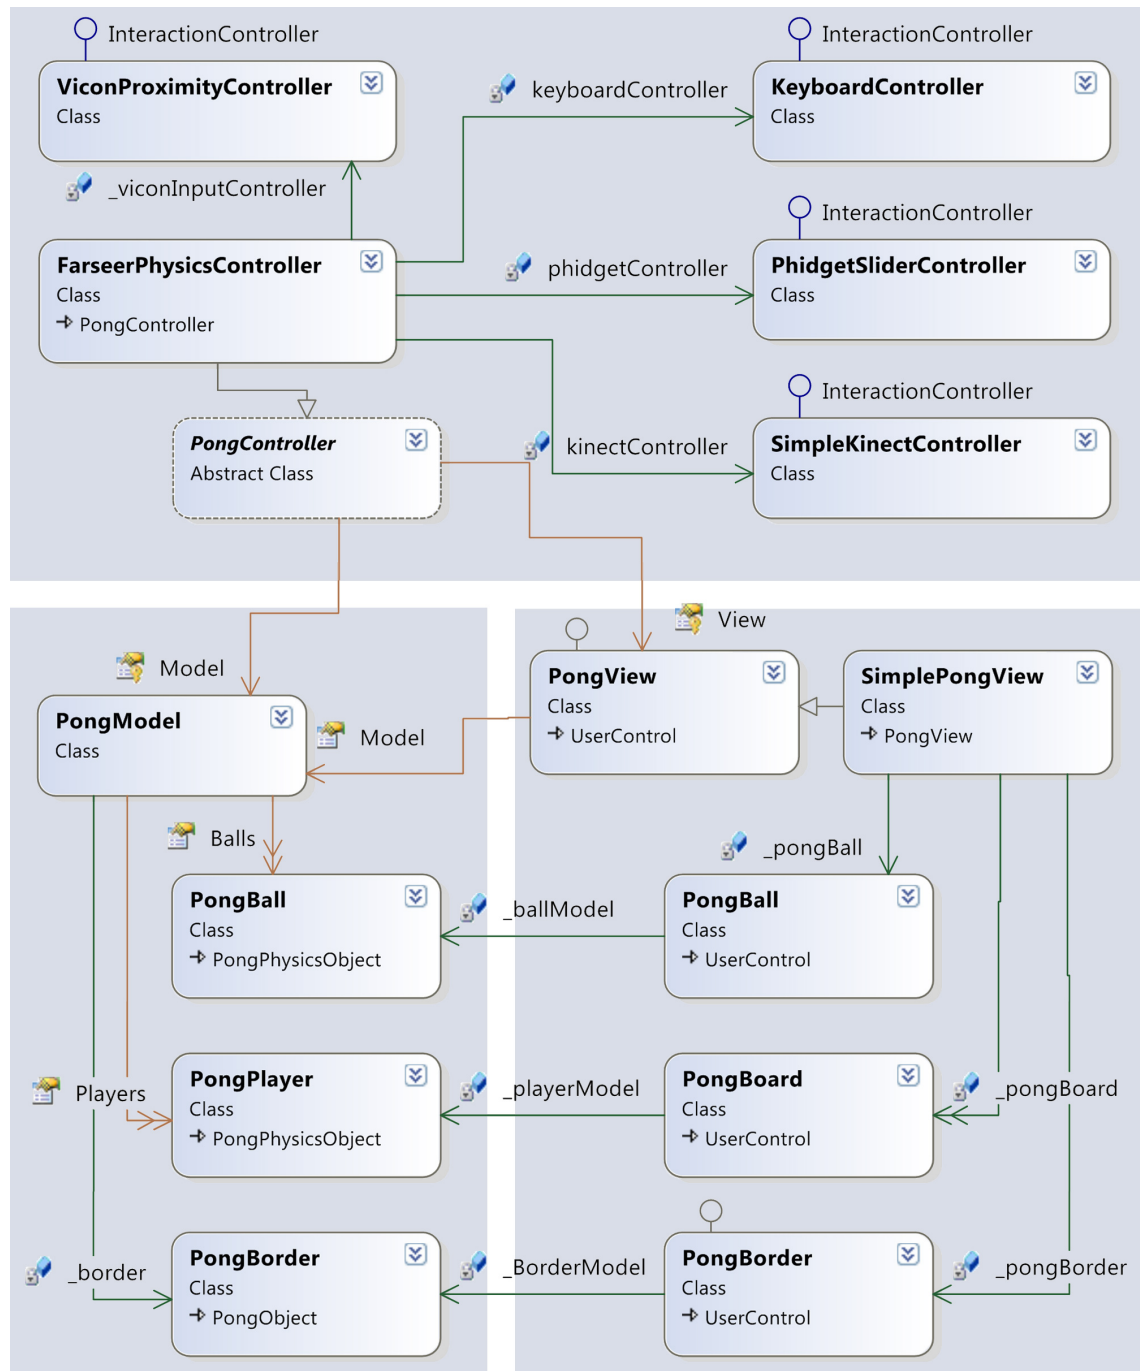 InteractionController
InteractionController
ViconProximityController
Class
keyboardController
KeyboardController
Class
_viconInputController
InteractionController
FarseerPhysicsController
Class
PongController
phidgetController
PhidgetSliderController
Class
InteractionController
PongController
Abstract Class
kinectController
SimpleKinectController
Class
View
Model
PongModel
Class
Model
PongView
Class
UserControl
SimplePongView
Class
PongView
Balls
_pongBall
PongBall
Class
PongPhysicsObject
_ballModel
PongBall
Class
UserControl
Players
PongPlayer
Class
PongPhysicsObject
_playerModel
PongBoard
Class
UserControl
_pongBoard
_border
PongBorder
Class
PongObject
_BorderModel
PongBorder
Class
UserControl
_pongBorder